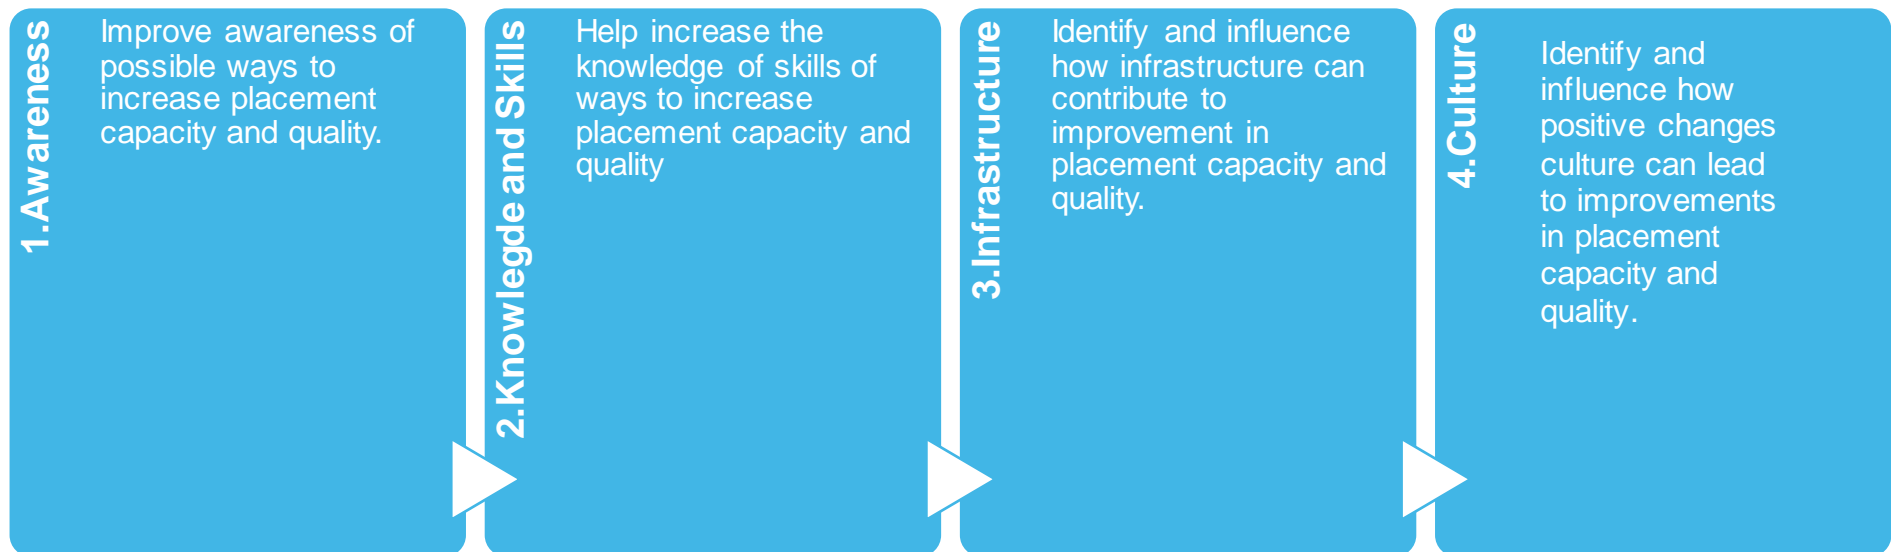 1.Awareness
Improve awareness of
possible ways to
increase placement
capacity and quality.
2.Knowlegde and Skills
Help increase the
knowledge of skills of
ways to increase
placement capacity and
quality
3.Infrastructure
Identify and influence
how infrastructure can
contribute to
improvement in
placement capacity and
quality.
4.Culture
Identify and
influence how
positive changes
culture can lead
to improvements
in placement
capacity and
quality.